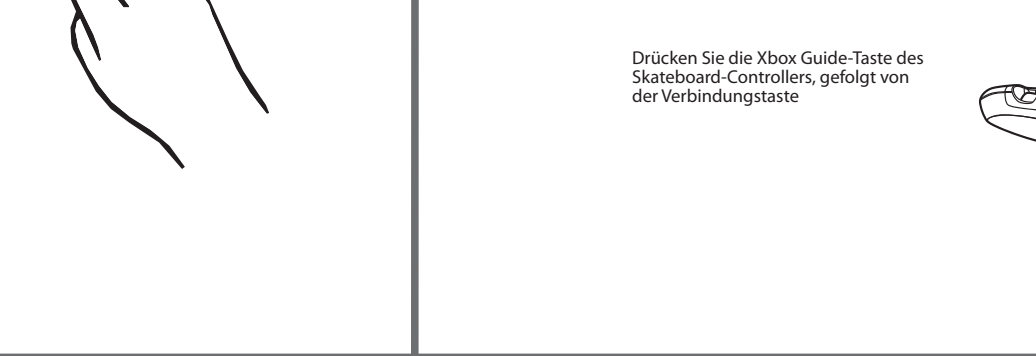 Drücken Sie die Xbox Guide-Taste des
Skateboard-Controllers, gefolgt von
der Verbindungstaste